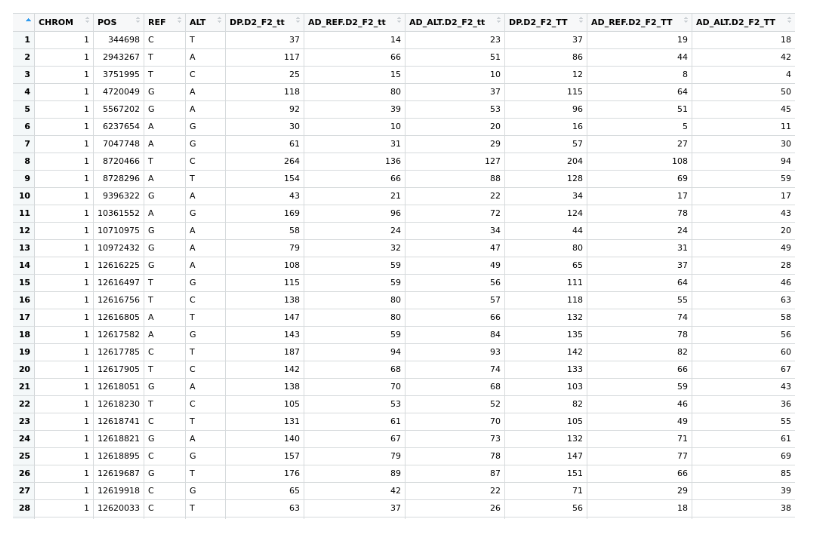 CHROM POS REF ALT DP.D2_F2_tt AD_REF.D2_F2_tt AD_ALT.D2_F2_tt DP.D2_F2_TT AD_REF.D2_F2_TT AD_ALT.D2_F2_TT
1 1 344698 C T 37 14 23 37 19 18
2 1 2943267 T A 117 66 51 86 44 42
3 1 3751995 T C 25 15 10 12 8 4
4 1 4720049 G A 118 80 37 115 64 50
5 1 5567202 G A 92 39 53 96 51 45
6 1 6237654 A G 30 10 20 16 5 11
7 1 7047748 A G 61 31 29 57 27 30
8 1 8720466 T C 264 136 127 204 108 94
9 1 8728296 A T 154 66 88 128 69 59
10 1 9396322 G A 43 21 22 34 17 17
11 1 10361552 A G 169 96 72 124 78 43
12 1 10710975 G A 58 24 34 44 24 20
13 1 10972432 G A 79 32 47 80 31 49
14 1 12616225 G A 108 59 49 65 37 28
15 1 12616497 T G 115 59 56 111 64 46
16 1 12616756 T C 138 80 57 118 55 63
17 1 12616805 A T 147 80 66 132 74 58
18 1 12617582 A G 143 59 84 135 78 56
19 1 12617785 C T 187 94 93 142 82 60
20 1 12617905 T C 142 68 74 133 66 67
21 1 12618051 G A 138 70 68 103 59 43
22 1 12618230 T C 105 53 52 82 46 36
23 1 12618741 C T 131 61 70 105 49 55
24 1 12618821 G A 140 67 73 132 71 61
25 1 12618895 C G 157 79 78 147 77 69
26 1 12619687 G T 176 89 87 151 66 85
27 1 12619918 C G 65 42 22 71 29 39
28 1 12620033 C T 63 37 26 56 18 38